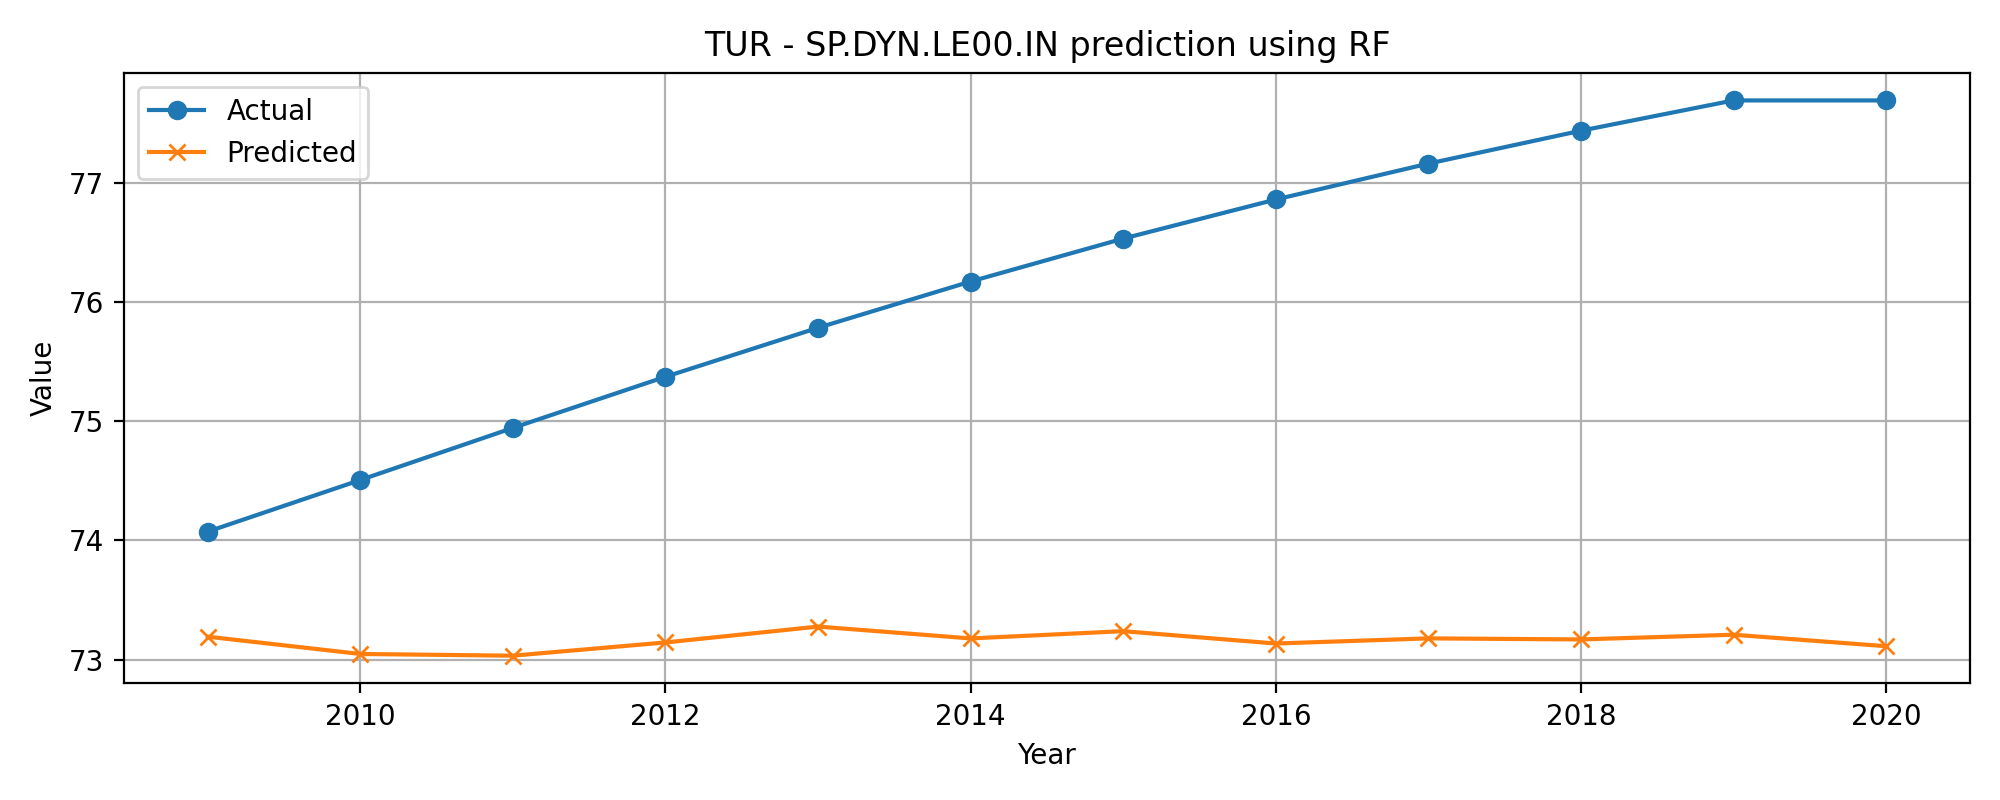 TUR - SP.DYN.LE00.IN prediction using RF
Actual
Predicted
Value
77
76
75
74
73
2010 2012 2014 2016 2018 2020
Year